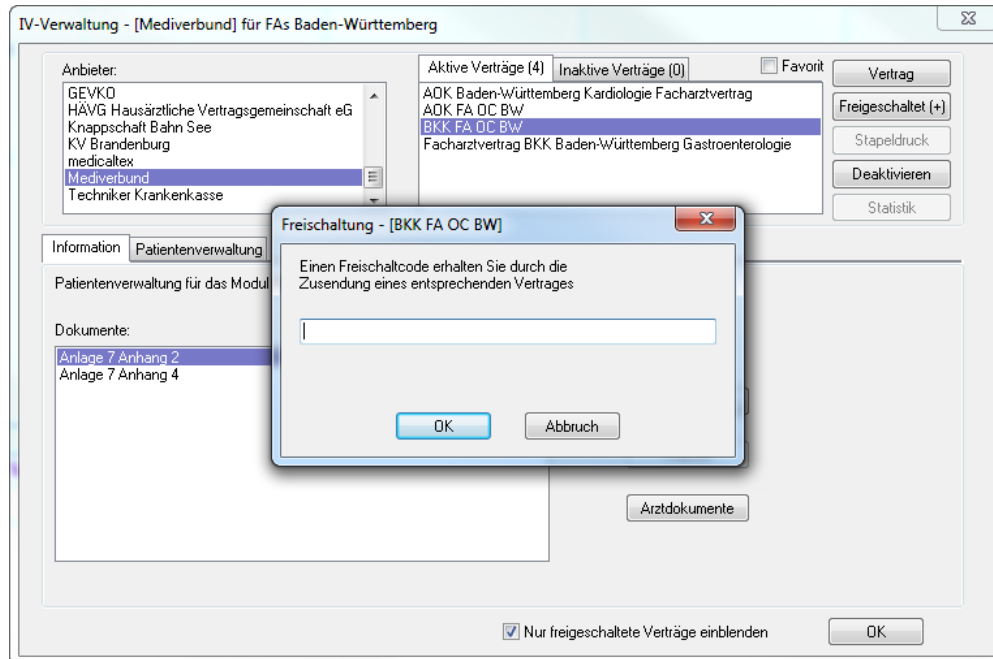 IV-Verwaltung - [Mediverbund] für FAs Baden-Württemberg
Anbieter:
GEVKO
HÄVG Hausärztliche Vertragsgemeinschaft eG
Knappschaft Bahn See
KV Brandenburg
medicaltex
Mediverbund
Techniker Krankenkasse
Aktive Verträge (4)
Inaktive Verträge (0)
Favorit
AOK Baden-Württemberg Kardiologie Facharztvertrag
AOK FA OC BW
BKK FA OC BW
Facharztvertrag BKK Baden-Württemberg Gastroenterologie
Vertrag
Freigeschaltet (+)
Stapeldruck
Deaktivieren
Statistik
Information
Patientenverwaltung
Patientenverwaltung für das Modul
Dokumente:
Anlage 7 Anhang 2
Anlage 7 Anhang 4
Freischaltung - [BKK FA OC BW]
Einen Freischaltcode erhalten Sie durch die
Zusendung eines entsprechenden Vertrages
OK
Abbruch
Arztdokumente
Nur freigeschaltete Verträge einblenden
OK